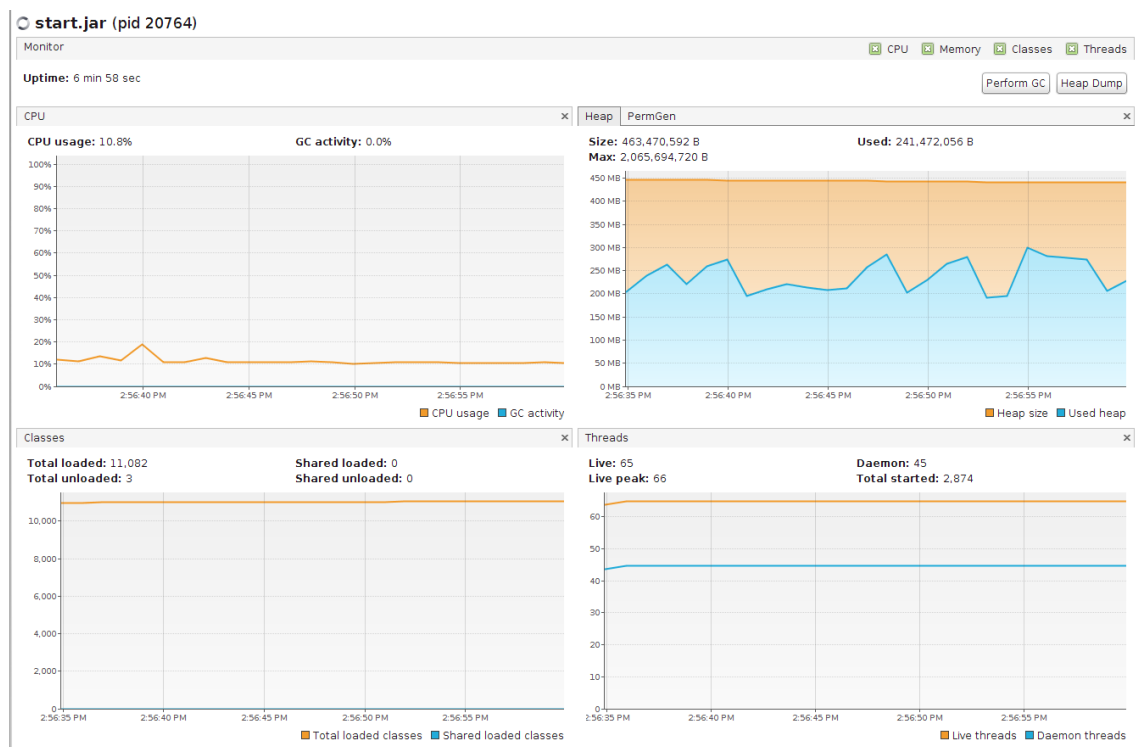 start.jar (pid 20764)
Monitor
CPU Memory Classes Threads
Uptime: 6 min 58 sec
Perform GC Heap Dump
CPU
CPU usage: 10.8% GC activity: 0.0%
100%
90%
80%
70%
60%
50%
40%
30%
20%
10%
0%
2:56:40 PM 2:56:45 PM 2:56:50 PM 2:56:55 PM
CPU usage GC activity
Heap PermGen
Size: 463,470,592 B Used: 241,472,056 B
Max: 2,065,694,720 B
450 MB
400 MB
350 MB
300 MB
250 MB
200 MB
150 MB
100 MB
50 MB
0 MB
2:56:35 PM 2:56:40 PM 2:56:45 PM 2:56:50 PM 2:56:55 PM
Heap size Used heap
Classes
Total loaded: 11,082 Shared loaded: 0
Total unloaded: 3 Shared unloaded: 0
10,000
8,000
6,000
4,000
2,000
0
2:56:35 PM 2:56:40 PM 2:56:45 PM 2:56:50 PM 2:56:55 PM
Total loaded classes Shared loaded classes
Threads
Live: 65 Daemon: 45
Live peak: 66 Total started: 2,874
60
50
40
30
20
10
0
2:56:35 PM 2:56:40 PM 2:56:45 PM 2:56:50 PM 2:56:55 PM
Live threads Daemon threads